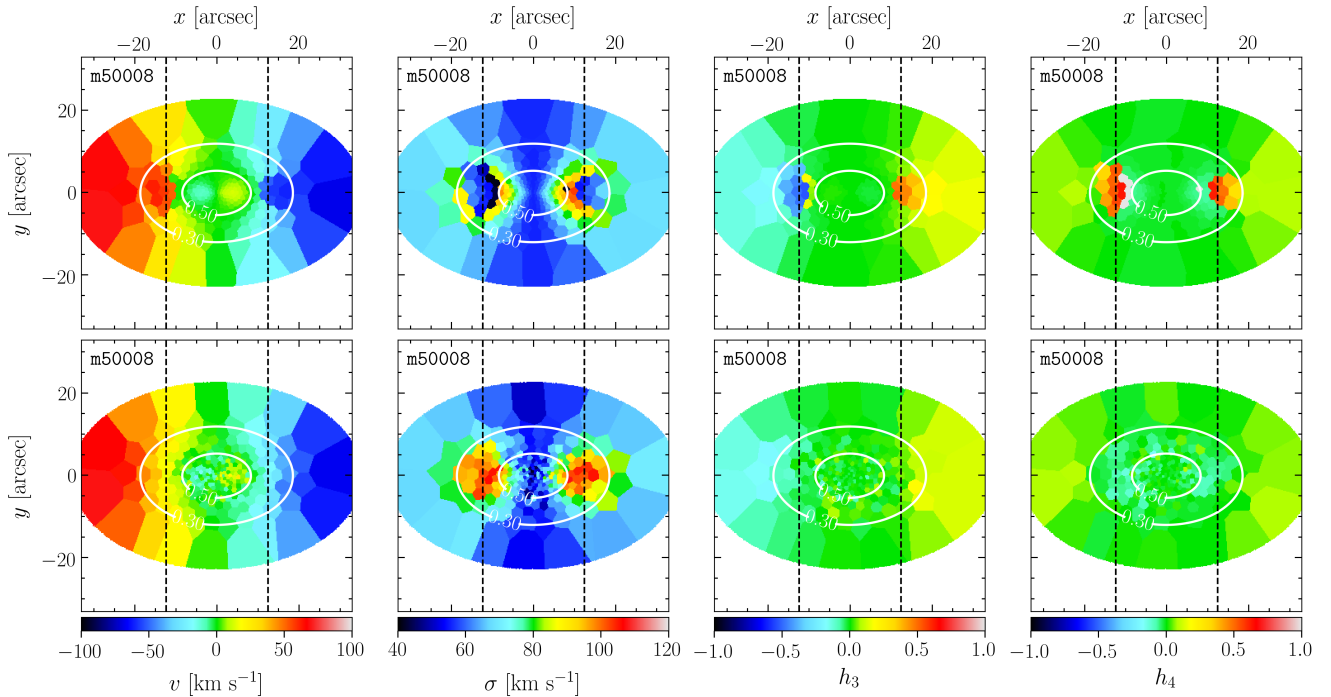 x [arcsec] x [arcsec] x [arcsec] x [arcsec]
−20 0 20 −20 0 20 −20 0 20 −20 0 20
m50008 m50008 m50008 m50008
20
0
−20
y [arcsec]
0.50 0.50 0.50 0.50
0.30 0.30 0.30 0.30
m50008 m50008 m50008 m50008
20
0
−20
y [arcsec]
0.50 0.50 0.50 0.50
0.30 0.30 0.30 0.30
−100 −50 0 50 100 40 60 80 100 120 −1.0 −0.5 0.0 0.5 1.0 −1.0 −0.5 0.0 0.5 1.0
v [km s⁻¹] σ [km s⁻¹] h₃ h₄